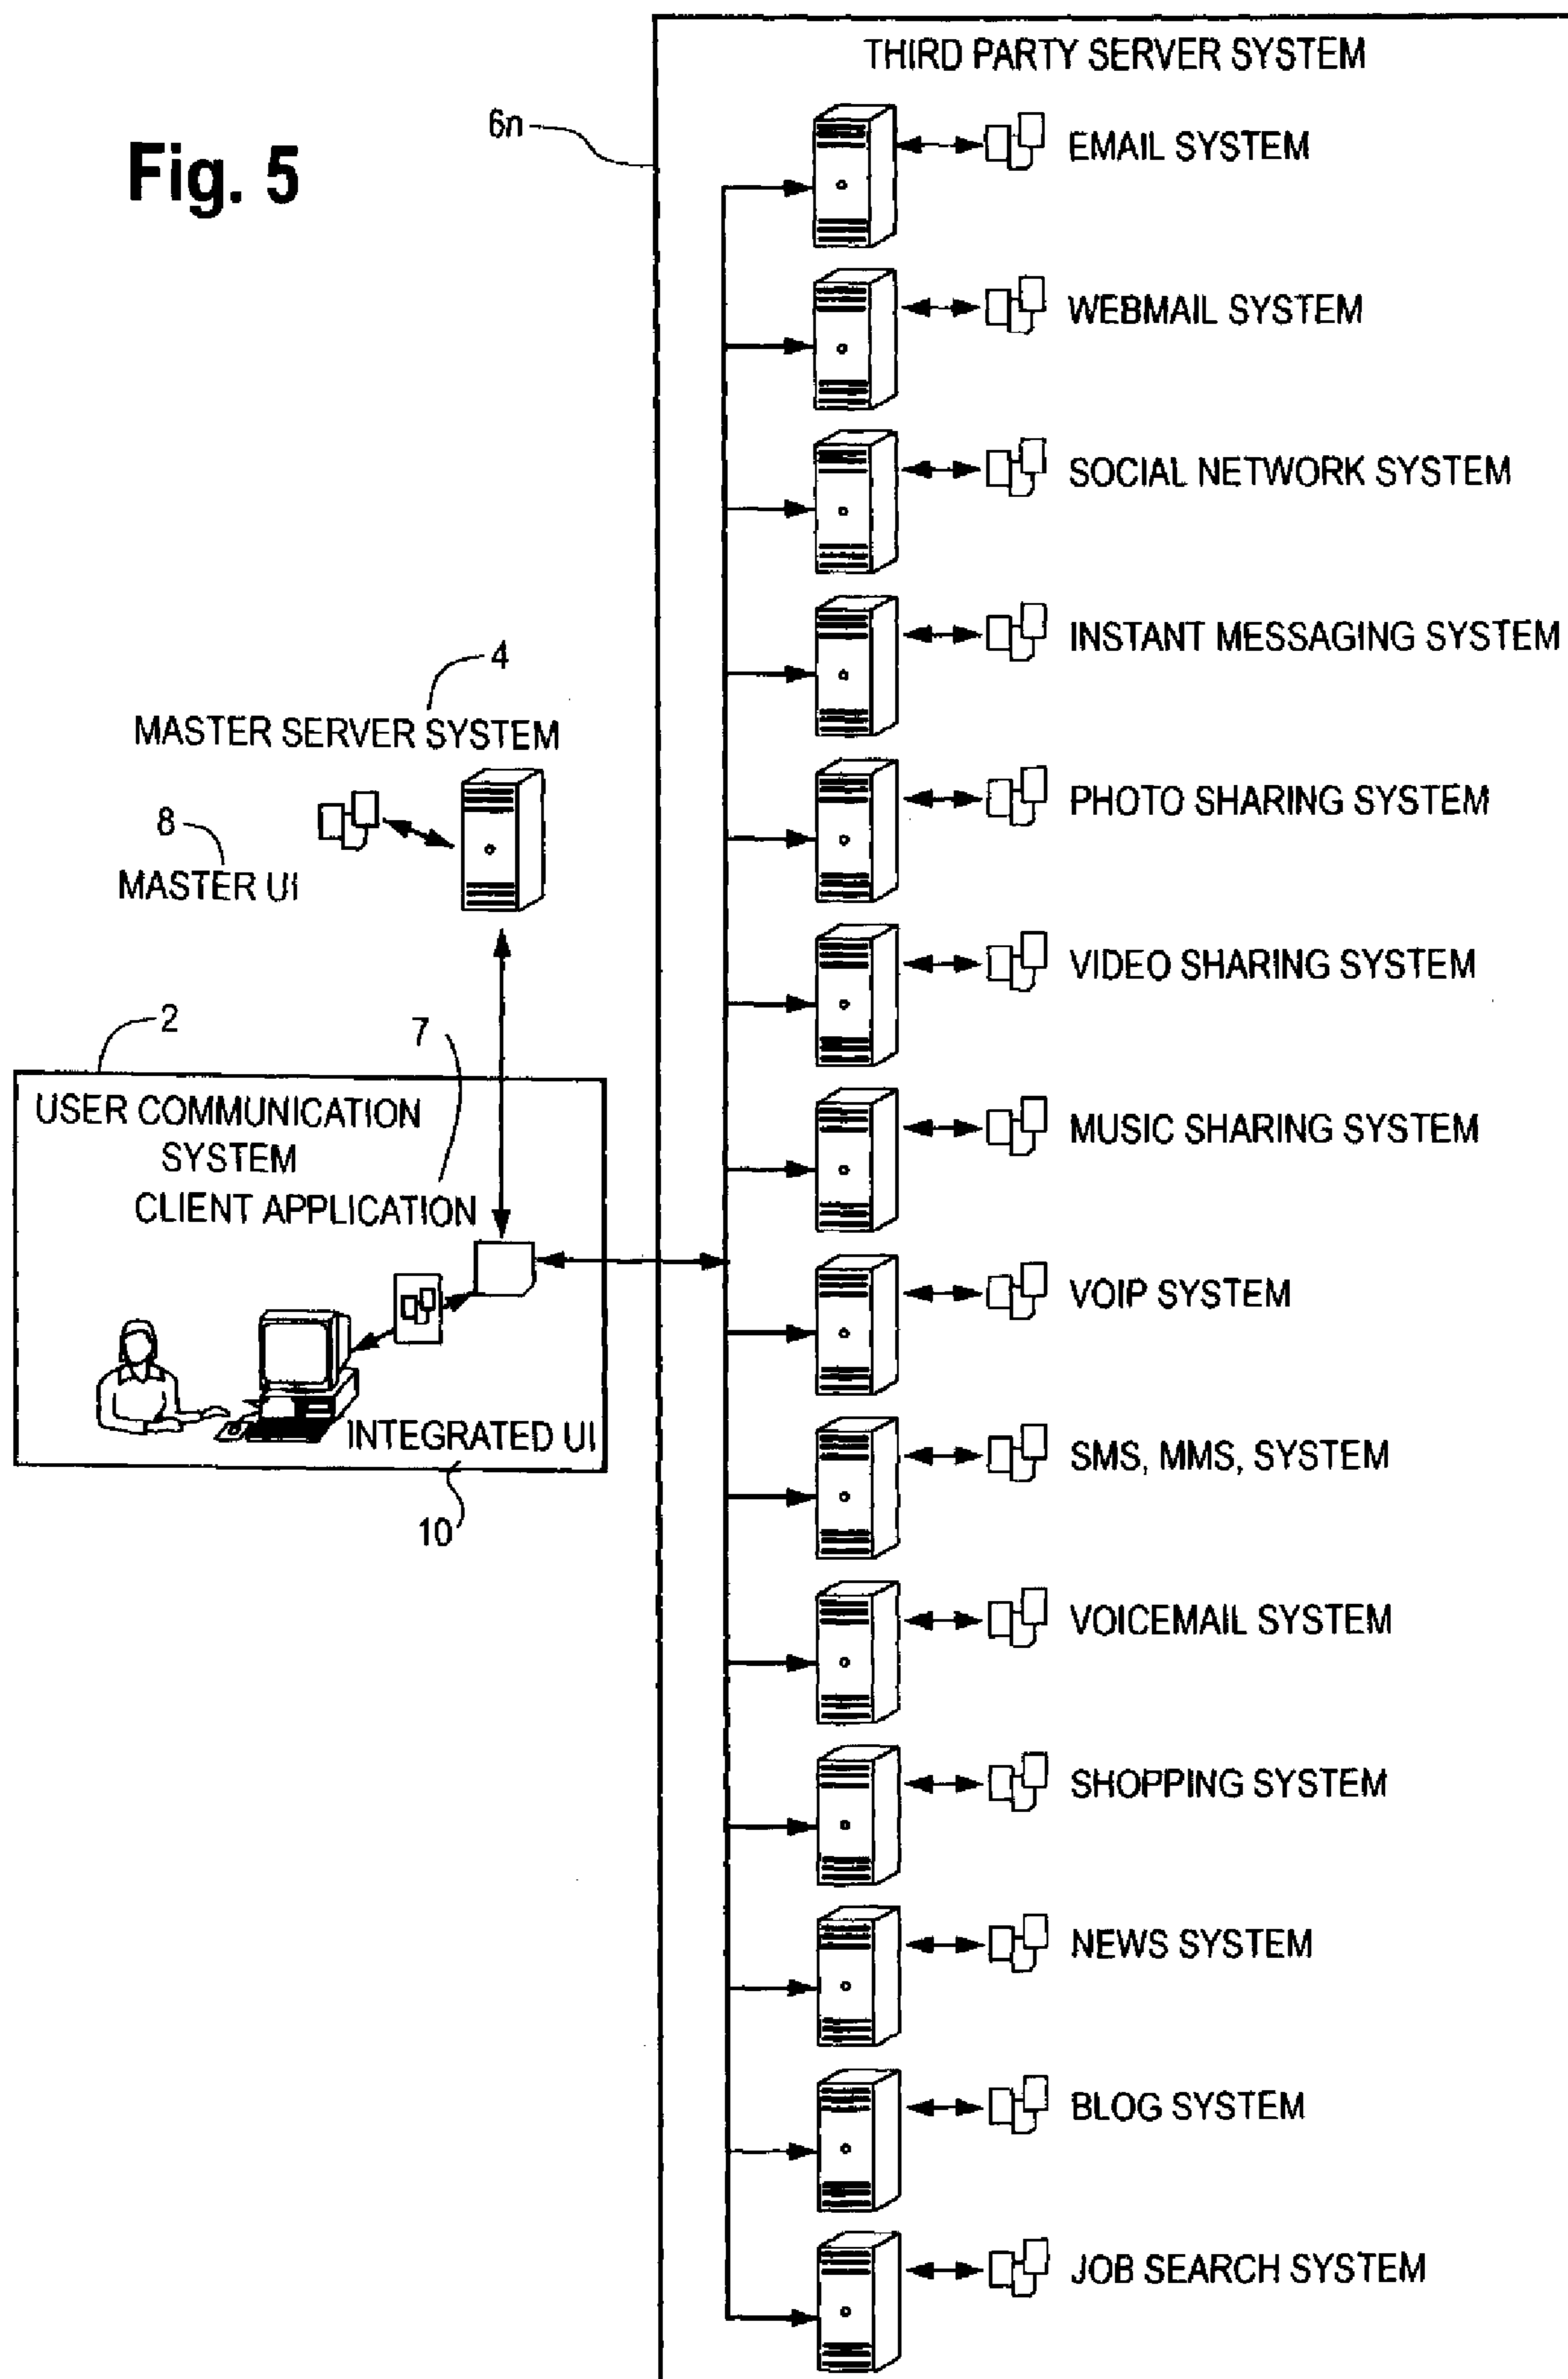 Fig. 5
THIRD PARTY SERVER SYSTEM
6n
EMAIL SYSTEM
WEBMAIL SYSTEM
SOCIAL NETWORK SYSTEM
INSTANT MESSAGING SYSTEM
4
MASTER SERVER SYSTEM
8
MASTER UI
PHOTO SHARING SYSTEM
VIDEO SHARING SYSTEM
2
7
USER COMMUNICATION
SYSTEM
CLIENT APPLICATION
INTEGRATED UI
10
MUSIC SHARING SYSTEM
VOIP SYSTEM
SMS, MMS, SYSTEM
VOICEMAIL SYSTEM
SHOPPING SYSTEM
NEWS SYSTEM
BLOG SYSTEM
JOB SEARCH SYSTEM